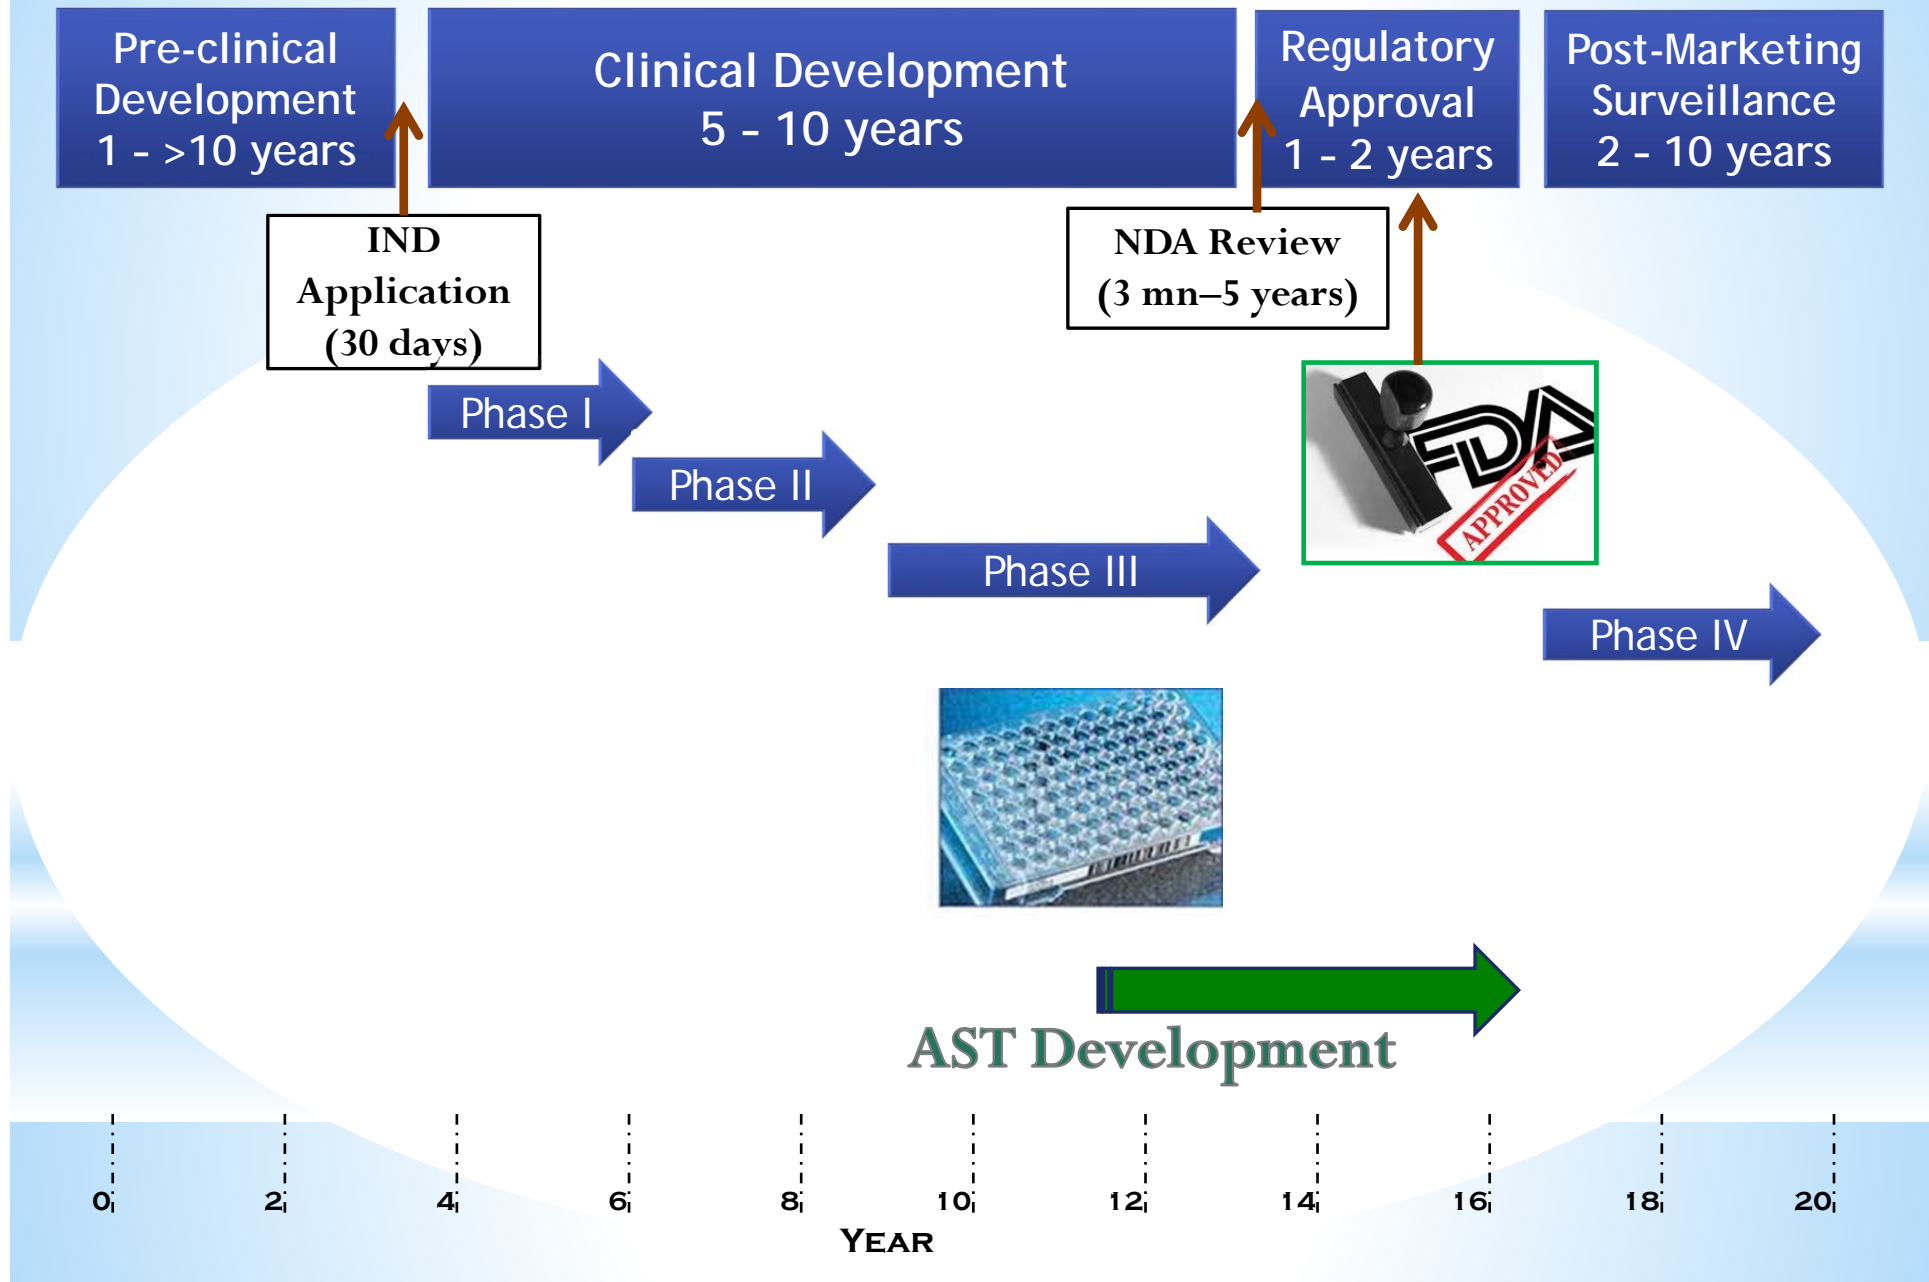 Pre-clinical
Development
1 - >10 years
Clinical Development
5 - 10 years
Regulatory
Approval
1 - 2 years
Post-Marketing
Surveillance
2 - 10 years
IND
Application
(30 days)
NDA Review
(3 mn–5 years)
Phase I
Phase II
Phase III
FDA
APPROVED
Phase IV
AST Development
0 2 4 6 8 10 12 14 16 18 20
YEAR